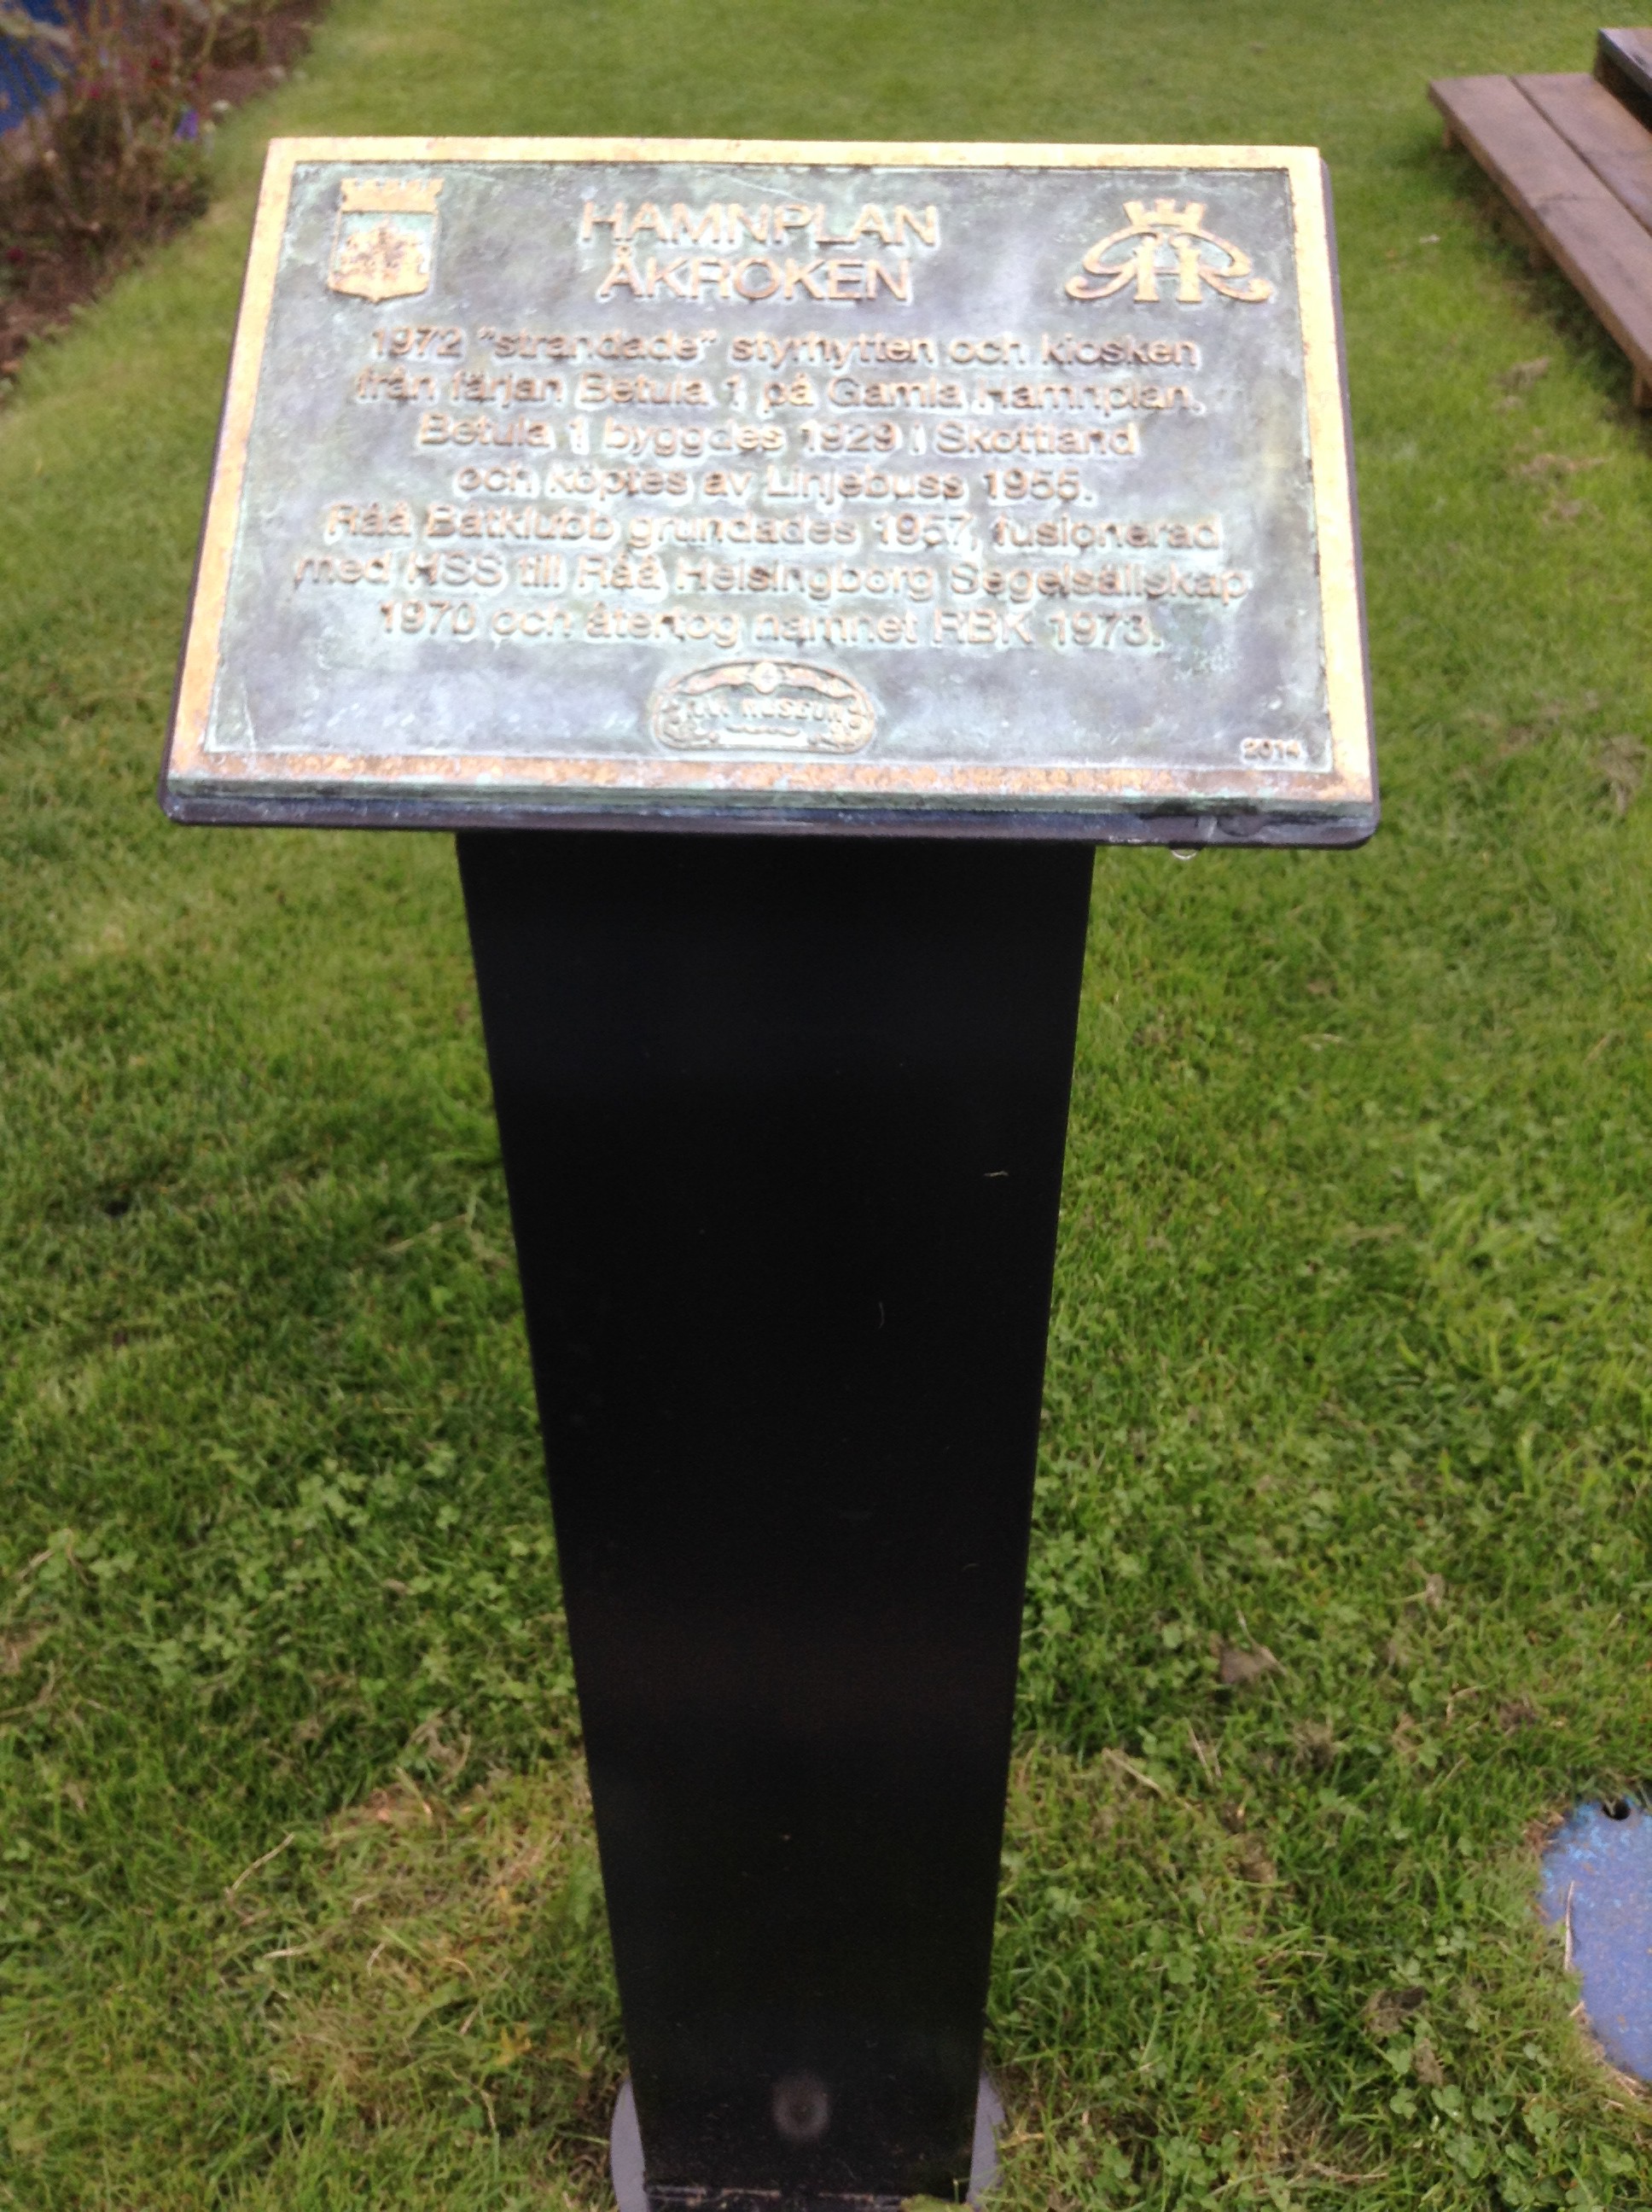 HAMNPLAN
ÅKROKEN
1972 "strandade" styrhytten och kiosken
från färjan Betula 1 på Gamla Hamnplan.
Betula 1 byggdes 1929 i Skottland
och köptes av Linjebuss 1956.
Råå Båtklubb grundades 1957, fusionerad
med HSS till Råå Helsingborg Segelsällskap
1970 och återtog namnet RBK 1973.
MUSEUM
2014